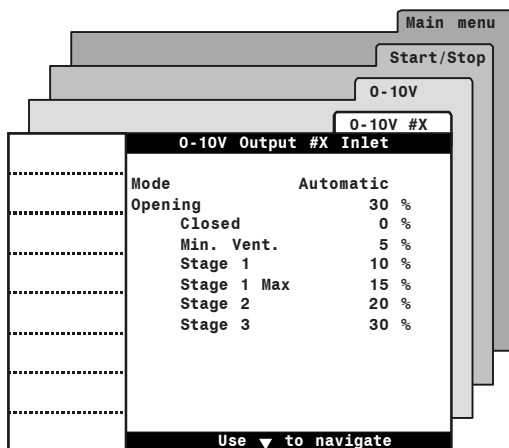 Main menu
Start/Stop
0-10V
0-10V #X
0-10V Output #X Inlet
Mode Automatic
Opening 30 %
Closed 0 %
Min. Vent. 5 %
Stage 1 10 %
Stage 1 Max 15 %
Stage 2 20 %
Stage 3 30 %
Use ▼ to navigate